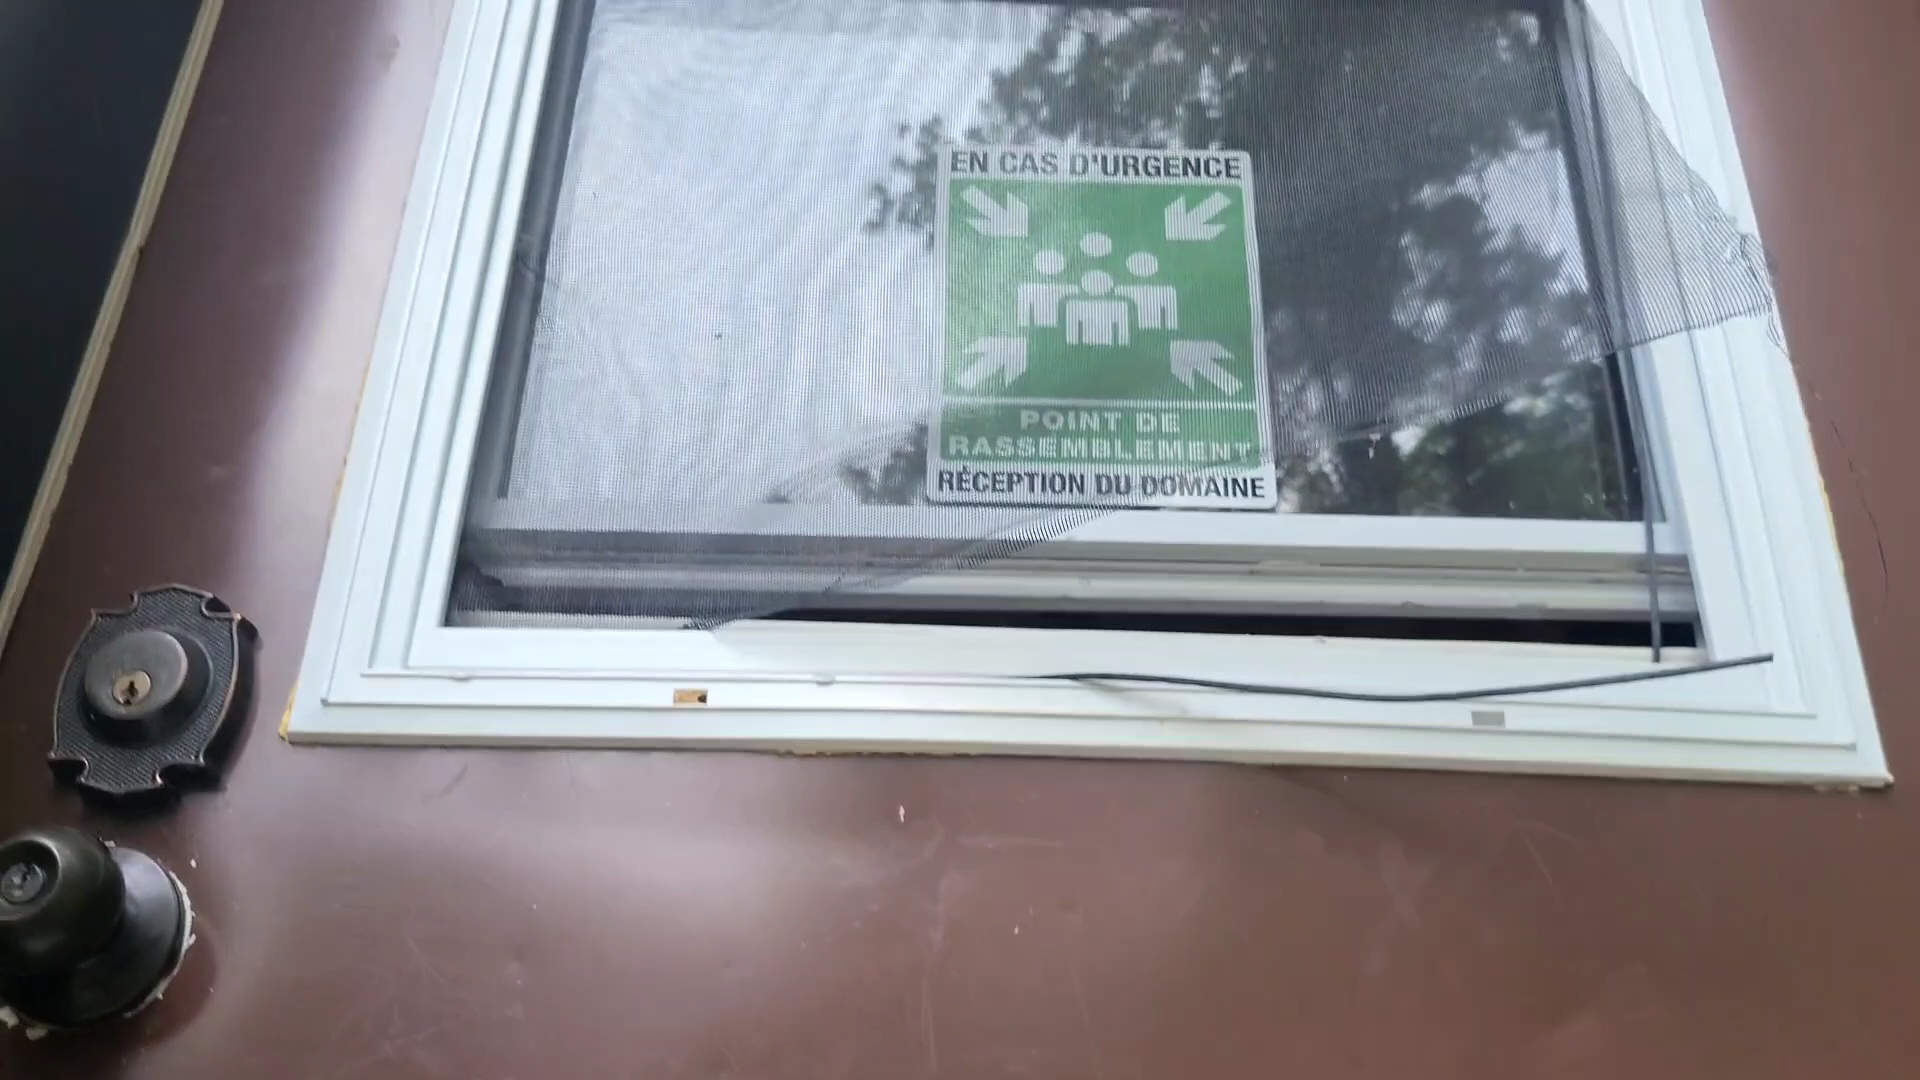 EN CAS D'URGENCE
POINT DE
RASSEMBLEMENT
RÉCEPTION DU DOMAINE